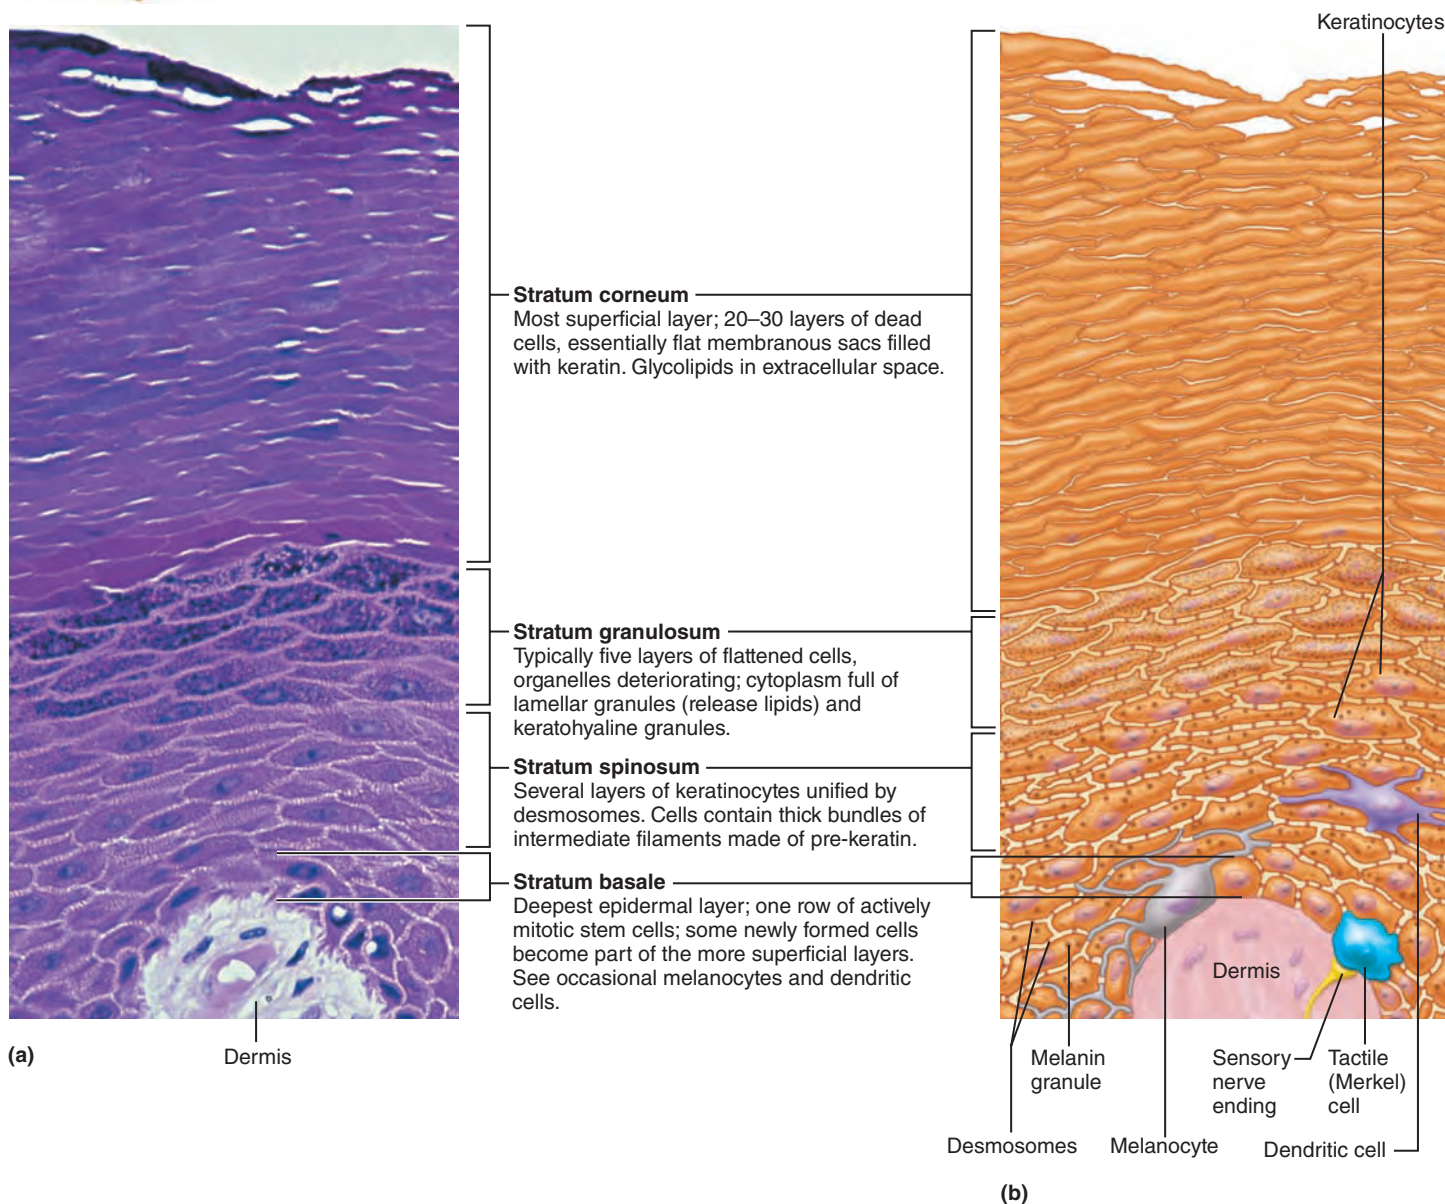 Keratinocytes
Stratum corneum
Most superficial layer; 20–30 layers of dead
cells, essentially flat membranous sacs filled
with keratin. Glycolipids in extracellular space.
Stratum granulosum
Typically five layers of flattened cells,
organelles deteriorating; cytoplasm full of
lamellar granules (release lipids) and
keratohyaline granules.
Stratum spinosum
Several layers of keratinocytes unified by
desmosomes. Cells contain thick bundles of
intermediate filaments made of pre-keratin.
Stratum basale
Deepest epidermal layer; one row of actively
mitotic stem cells; some newly formed cells
become part of the more superficial layers.
See occasional melanocytes and dendritic
cells.
Dermis
(a)
Dermis
Melanin
granule
Sensory
nerve
ending
Tactile
(Merkel)
cell
Desmosomes
Melanocyte
Dendritic cell
(b)